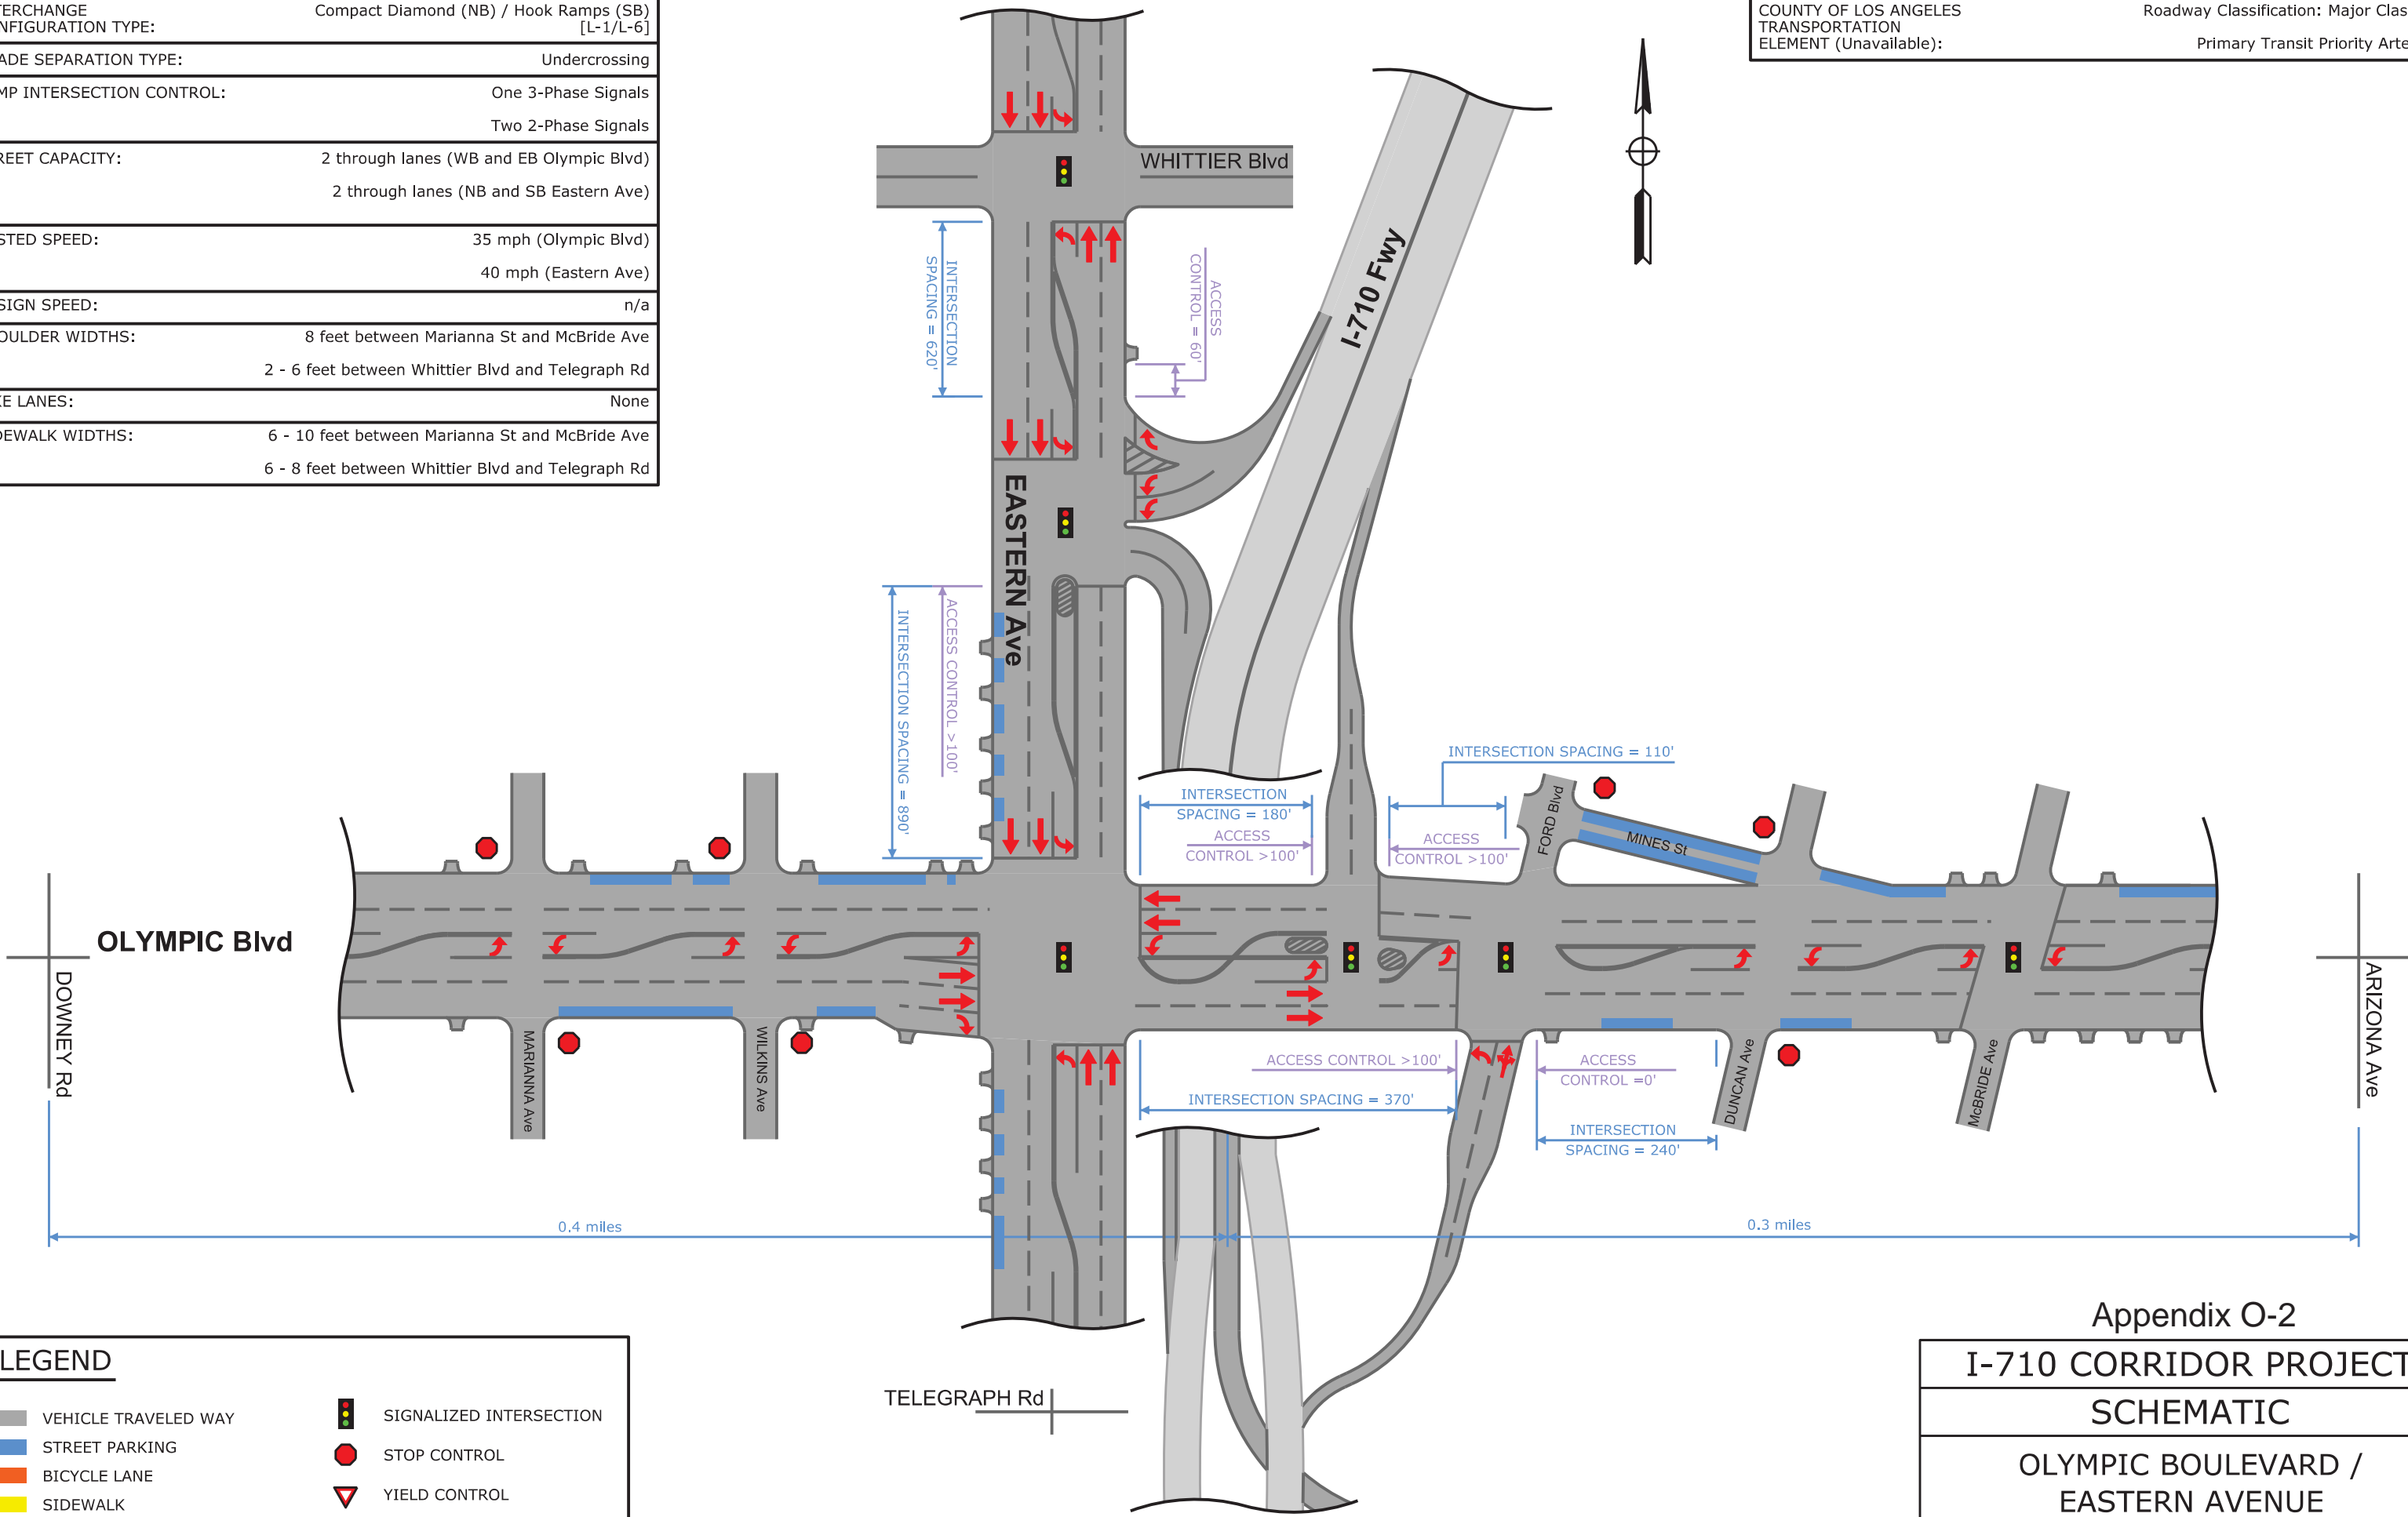 TERCHANGE Compact Diamond (NB) / Hook Ramps (SB)
NFIGURATION TYPE: [L-1/L-6]
ADE SEPARATION TYPE: Undercrossing
MP INTERSECTION CONTROL: One 3-Phase Signals
Two 2-Phase Signals
REET CAPACITY: 2 through lanes (WB and EB Olympic Blvd)
2 through lanes (NB and SB Eastern Ave)
STED SPEED: 35 mph (Olympic Blvd)
40 mph (Eastern Ave)
SIGN SPEED: n/a
OULDER WIDTHS: 8 feet between Marianna St and McBride Ave
2 - 6 feet between Whittier Blvd and Telegraph Rd
E LANES: None
DEWALK WIDTHS: 6 - 10 feet between Marianna St and McBride Ave
6 - 8 feet between Whittier Blvd and Telegraph Rd
COUNTY OF LOS ANGELES Roadway Classification: Major Clas
TRANSPORTATION
ELEMENT (Unavailable): Primary Transit Priority Arte
WHITTIER Blvd
I-710 Fwy
INTERSECTION
SPACING = 620'
ACCESS
CONTROL = 60'
EASTERN Ave
ACCESS CONTROL >100'
INTERSECTION SPACING = 890'
INTERSECTION
SPACING = 180'
ACCESS
CONTROL >100'
INTERSECTION SPACING = 110'
ACCESS
CONTROL >100'
FORD Blvd
MINES St
OLYMPIC Blvd
DOWNEY Rd
MARIANNA Ave
WILKINS Ave
ACCESS CONTROL >100'
INTERSECTION SPACING = 370'
ACCESS
CONTROL =0'
INTERSECTION
SPACING = 240'
DUNCAN Ave
McBRIDE Ave
ARIZONA Ave
0.4 miles
0.3 miles
TELEGRAPH Rd
LEGEND
VEHICLE TRAVELED WAY
STREET PARKING
BICYCLE LANE
SIDEWALK
SIGNALIZED INTERSECTION
STOP CONTROL
YIELD CONTROL
Appendix O-2
I-710 CORRIDOR PROJECT
SCHEMATIC
OLYMPIC BOULEVARD /
EASTERN AVENUE